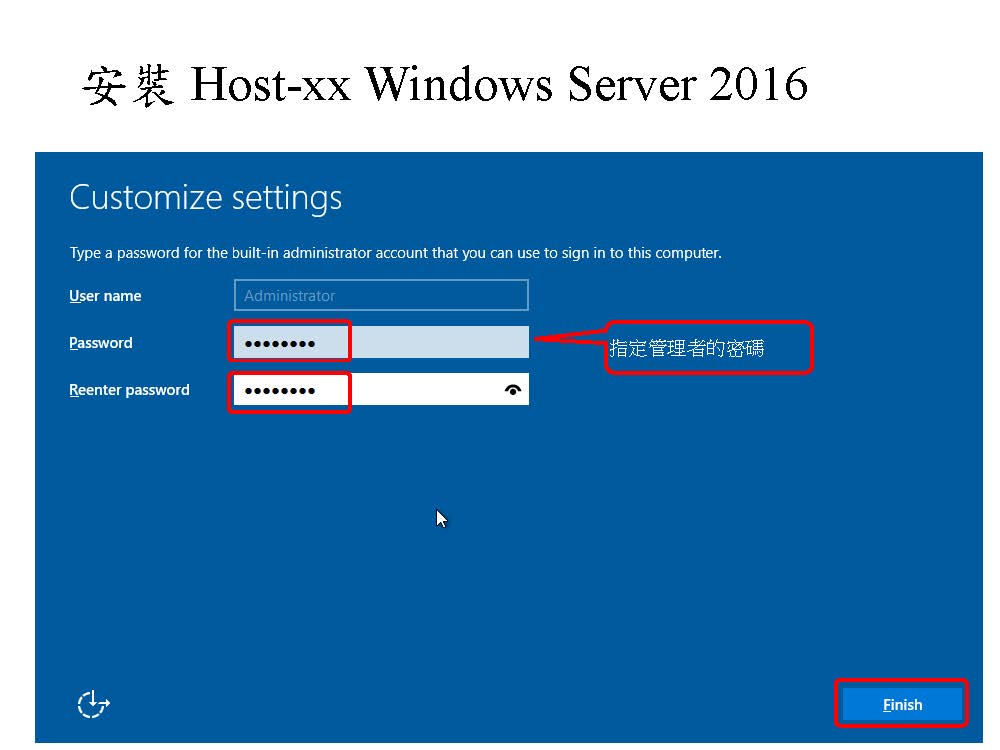 安裝 Host-xx Windows Server 2016
Customize settings
Type a password for the built-in administrator account that you can use to sign in to this computer.
User name
Administrator
Password
••••••••
指定管理者的密碼
Reenter password
••••••••
Finish